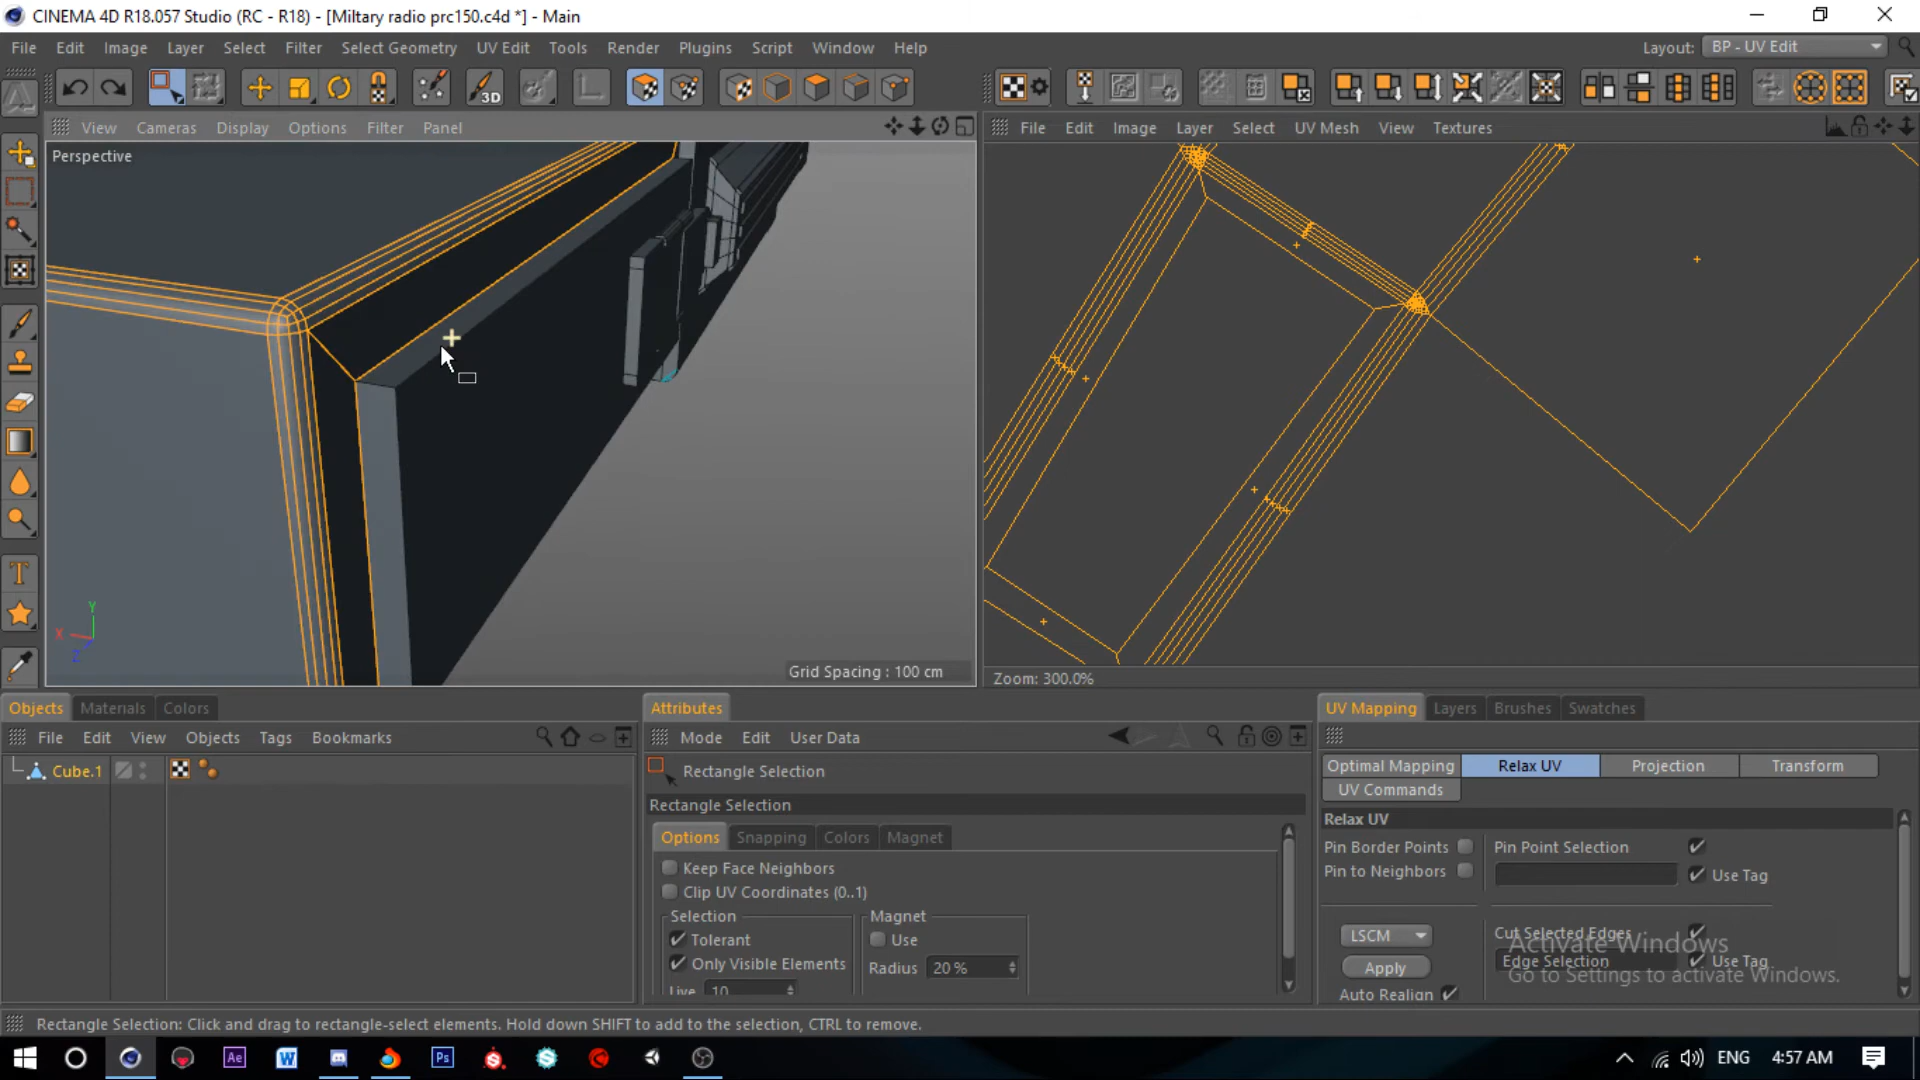 CINEMA 4D R18.057 Studio (RC - R18) - [Miltary radio prc150.c4d *] - Main
File Edit Image Layer Select Filter Select Geometry UV Edit Tools Render Plugins Script Window Help Layout: BP - UV Edit
3D
View Cameras Display Options Filter Panel
File Edit Image Layer Select UV Mesh View Textures
Perspective
Y
X
Z
Grid Spacing : 100 cm
Zoom: 300.0%
Objects Materials Colors
Attributes
UV Mapping Layers Brushes Swatches
File Edit View Objects Tags Bookmarks
Mode Edit User Data
Cube.1
Rectangle Selection
Rectangle Selection
Options Snapping Colors Magnet
Keep Face Neighbors
Clip UV Coordinates (0..1)
Selection
Tolerant
Only Visible Elements
Live 10
Magnet
Use
Radius 20 %
Optimal Mapping Relax UV Projection Transform
UV Commands
Relax UV
Pin Border Points Pin Point Selection
Pin to Neighbors Use Tag
LSCM Cut Selected Edges
Edge Selection Use Tag
Apply
Auto Realign
Activate Windows
Go to Settings to activate Windows.
Rectangle Selection: Click and drag to rectangle-select elements. Hold down SHIFT to add to the selection, CTRL to remove.
Ae W Ps ENG 4:57 AM